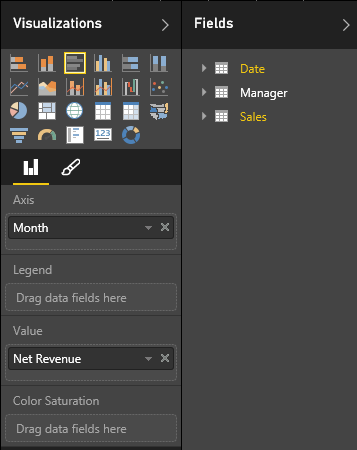 Visualizations
Fields
Date
Manager
Sales
123
Axis
Month
Legend
Drag data fields here
Value
Net Revenue
Color Saturation
Drag data fields here